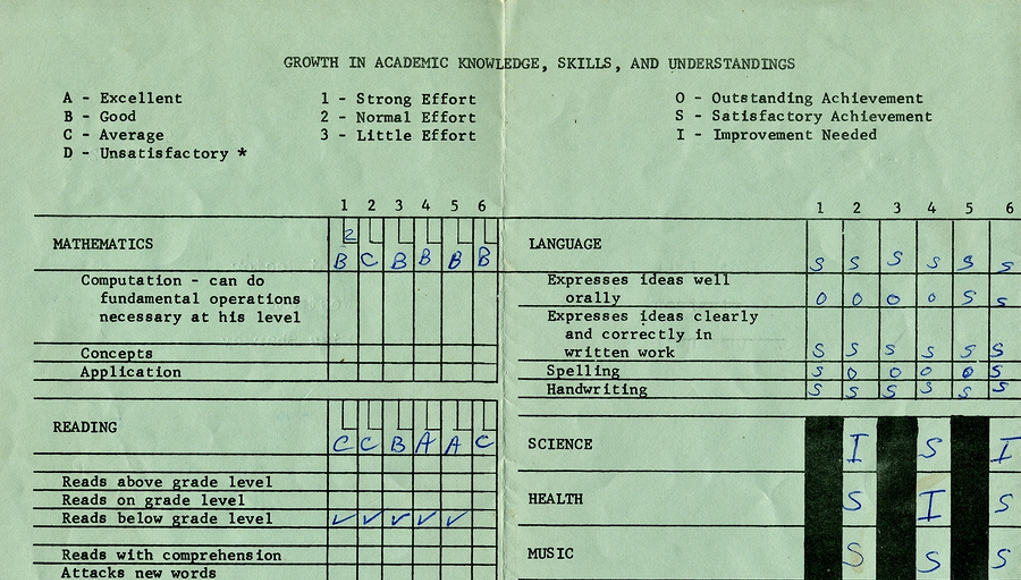 GROWTH IN ACADEMIC KNOWLEDGE, SKILLS, AND UNDERSTANDINGS
A - Excellent
B - Good
C - Average
D - Unsatisfactory *
1 - Strong Effort
2 - Normal Effort
3 - Little Effort
O - Outstanding Achievement
S - Satisfactory Achievement
I - Improvement Needed
1 2 3 4 5 6
2
MATHEMATICS B C B B B B
Computation - can do
fundamental operations
necessary at his level
Concepts
Application
READING C C B A A C
Reads above grade level
Reads on grade level
Reads below grade level ✓ ✓ ✓ ✓ ✓
Reads with comprehension
Attacks new words
1 2 3 4 5 6
LANGUAGE S S S S S S
Expresses ideas well
orally O O O O S S
Expresses ideas clearly
and correctly in
written work S S S S S S
Spelling S O O O O S
Handwriting S S S S S S
SCIENCE I S I
HEALTH S I S
MUSIC S S S